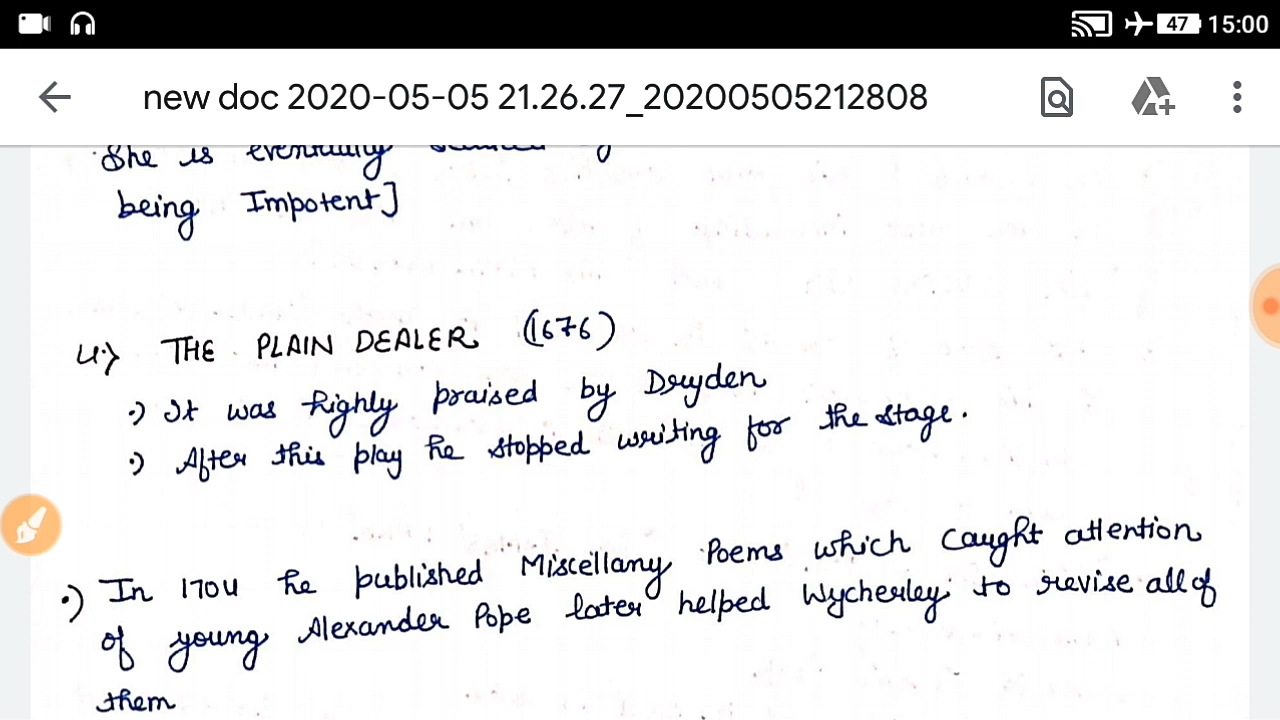 47 15:00
new doc 2020-05-05 21.26.27_20200505212808
She is eventually
being Impotent]
4.) THE PLAIN DEALER (1676)
.) It was highly praised by Dryden
.) After this play he stopped writing for the stage.
.) In 1704 he published Miscellany Poems which caught attention
of young Alexander Pope later helped Wycherley to revise all of
them